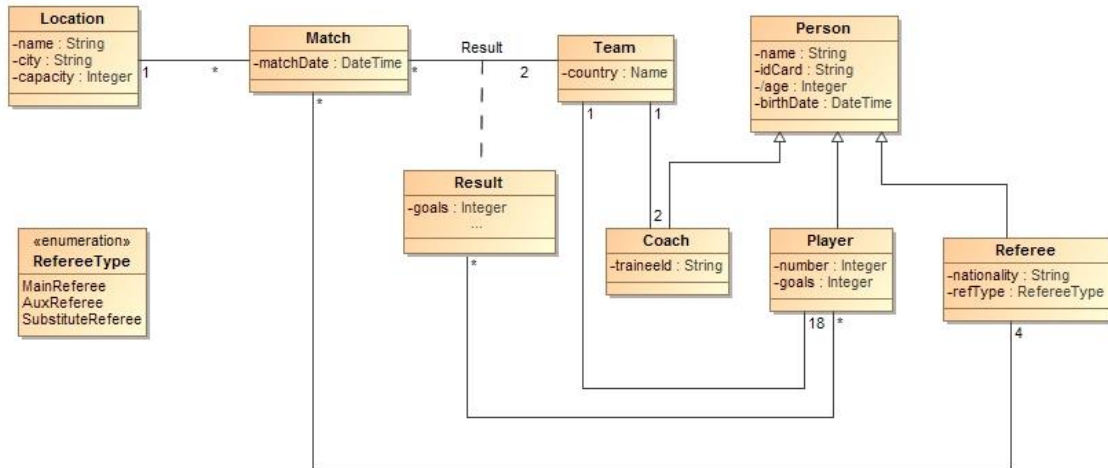 Location
-name : String
-city : String
-capacity : Integer
1
*
Match
-matchDate : DateTime
*
*
Result
2
Team
-country : Name
1
1
Person
-name : String
-idCard : String
-/age : Integer
-birthDate : DateTime
Result
-goals : Integer
...
*
«enumeration»
RefereeType
MainReferee
AuxReferee
SubstituteReferee
2
Coach
-traineeId : String
Player
-number : Integer
-goals : Integer
18
*
Referee
-nationality : String
-refType : RefereeType
4